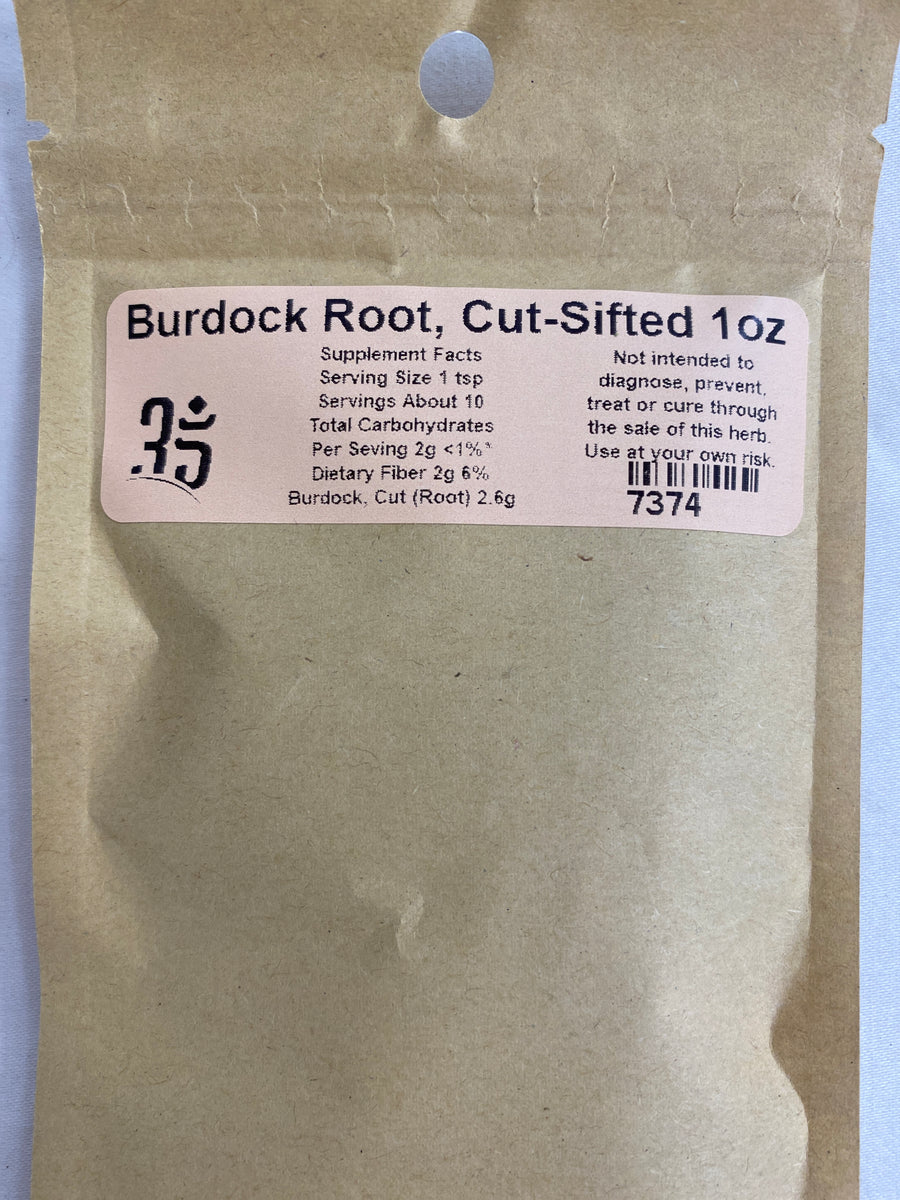 Burdock Root, Cut-Sifted 1oz
ॐ
Supplement Facts
Serving Size 1 tsp
Servings About 10
Total Carbohydrates
Per Seving 2g <1%*
Dietary Fiber 2g 6%
Burdock, Cut (Root) 2.6g
Not intended to
diagnose, prevent,
treat or cure through
the sale of this herb.
Use at your own risk.
7374